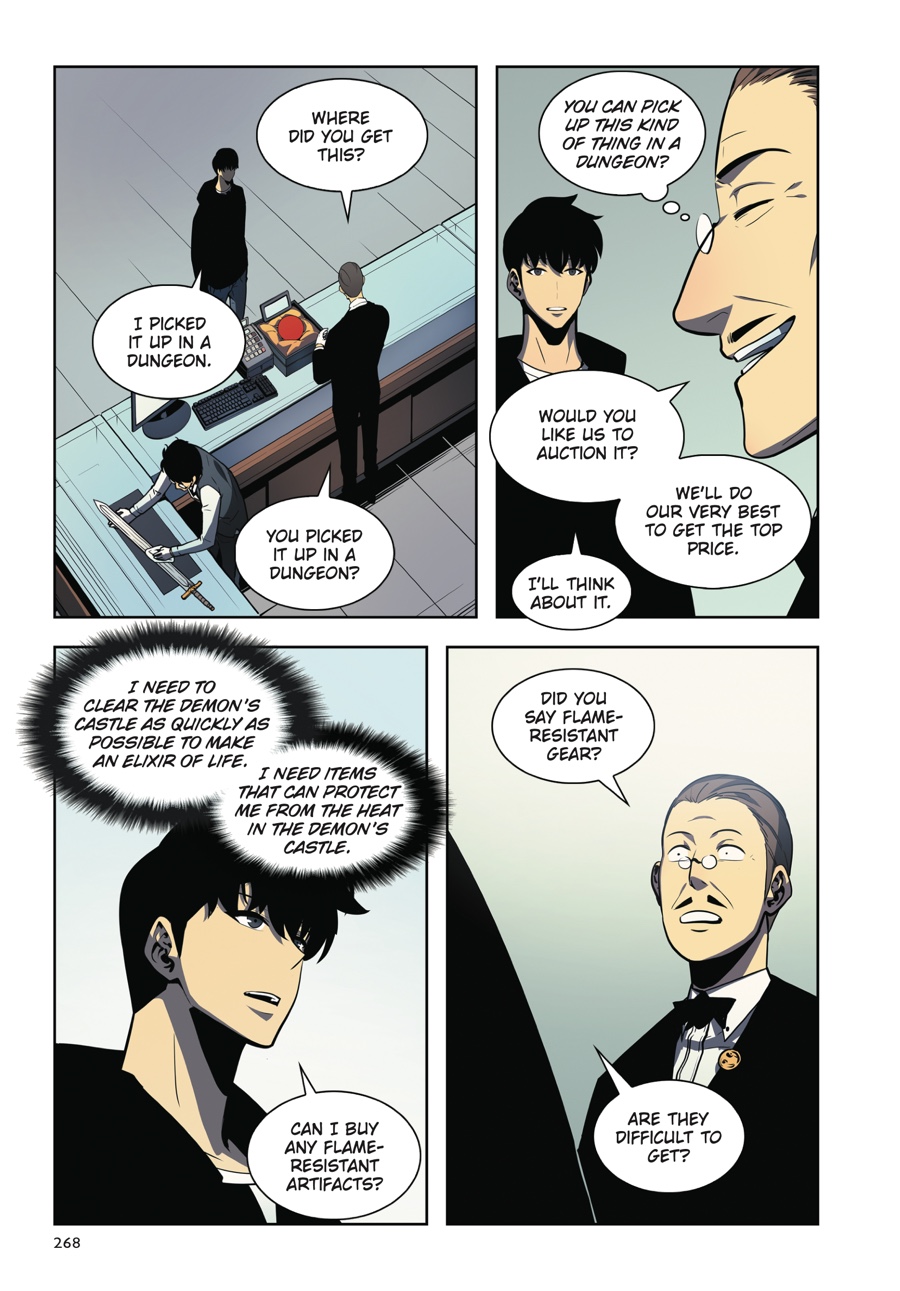 WHERE
DID YOU GET
THIS?
I PICKED
IT UP IN A
DUNGEON.
YOU PICKED
IT UP IN A
DUNGEON?
YOU CAN PICK
UP THIS KIND
OF THING IN A
DUNGEON?
WOULD YOU
LIKE US TO
AUCTION IT?
WE'LL DO
OUR VERY BEST
TO GET THE TOP
PRICE.
I'LL THINK
ABOUT IT.
I NEED TO
CLEAR THE DEMON'S
CASTLE AS QUICKLY AS
POSSIBLE TO MAKE
AN ELIXIR OF LIFE.
I NEED ITEMS
THAT CAN PROTECT
ME FROM THE HEAT
IN THE DEMON'S
CASTLE.
CAN I BUY
ANY FLAME-
RESISTANT
ARTIFACTS?
DID YOU
SAY FLAME-
RESISTANT
GEAR?
ARE THEY
DIFFICULT TO
GET?
268